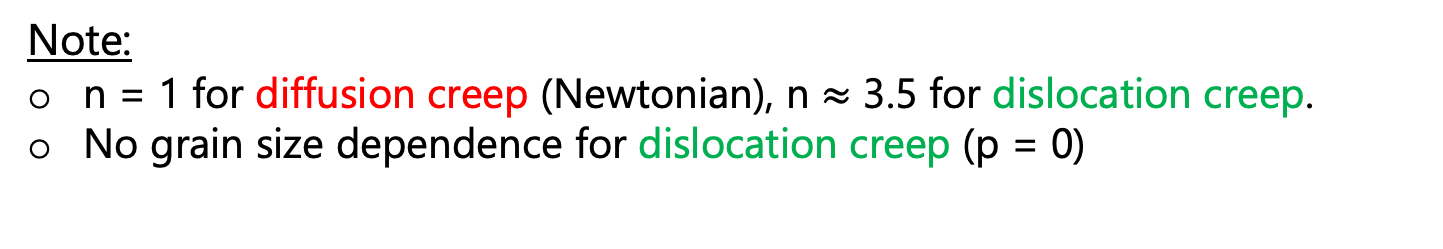 Note:
o n = 1 for diffusion creep (Newtonian), n ≈ 3.5 for dislocation creep.
o No grain size dependence for dislocation creep (p = 0)